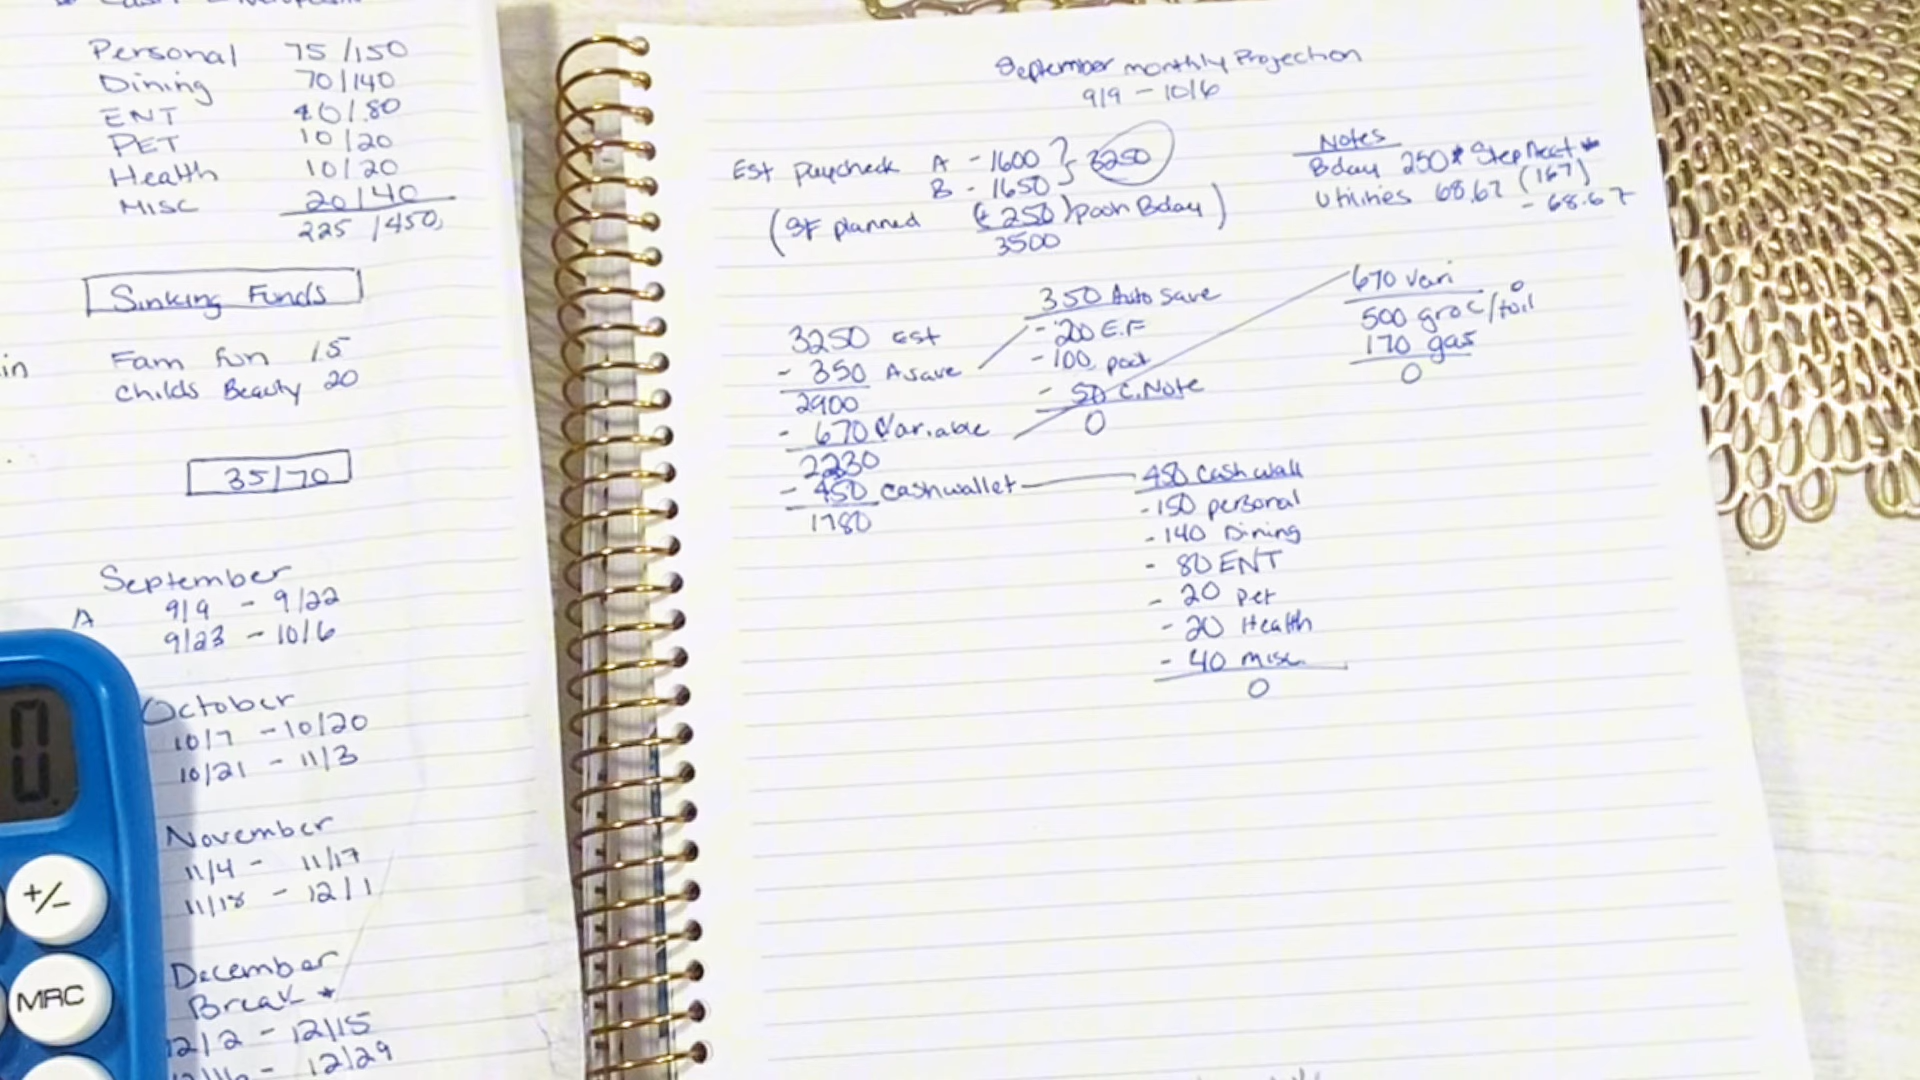 Personal 75/150
Dining 70/140
ENT 40/80
PET 10/20
Health 10/20
Misc 20/40
225/450
Sinking Funds
Fam fun 15
Childs Beauty 20
in
35/70
September
A 9/9 - 9/22
9/23 - 10/6
October
10/7 - 10/20
10/21 - 11/3
November
11/4 - 11/17
11/18 - 12/1
December
Break *
12/2 - 12/15
- 12/29
0.
+/-
MRC
September monthly Projection
9/9 - 10/6
Est Paycheck A - 1600 } 3250
B - 1650
(SF planned (+250) Pooh Bday)
3500
Notes
Bday 250 *
Utilities 68.67 (167)
- 68.67
3250 Est
- 350 Asave
2900
- 670 Variable
2230
- 450 cashwallet
1780
350 Auto save
- 200 E.F
- 100
- 50 C. Note
0
670 vari
500 groc/toil
170 gas
0
450 cash wall
- 150 personal
- 140 Dining
- 80 ENT
- 20 pet
- 20 Health
- 40 misc
0